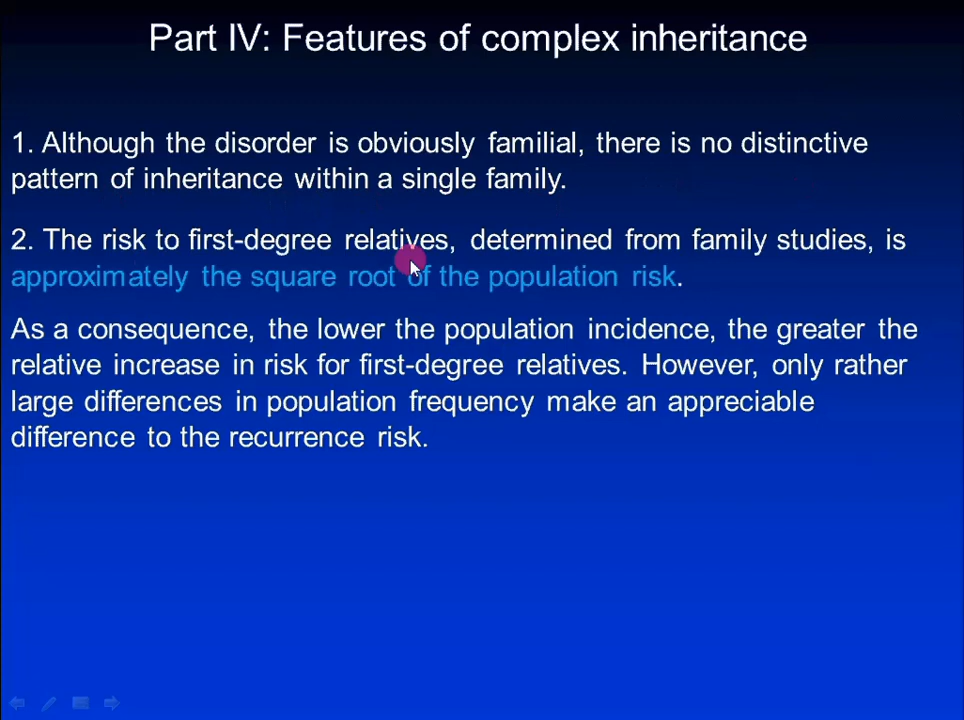 Part IV: Features of complex inheritance
1. Although the disorder is obviously familial, there is no distinctive
pattern of inheritance within a single family.
2. The risk to first-degree relatives, determined from family studies, is
approximately the square root of the population risk.
As a consequence, the lower the population incidence, the greater the
relative increase in risk for first-degree relatives. However, only rather
large differences in population frequency make an appreciable
difference to the recurrence risk.